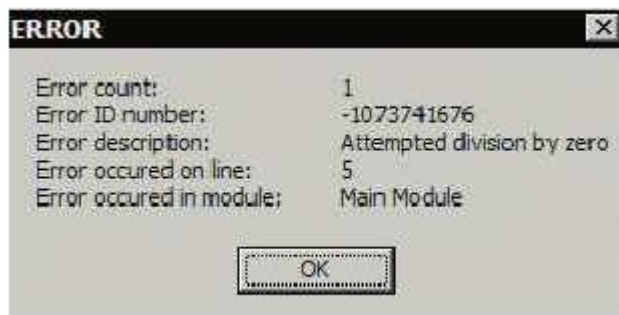 ERROR
Error count: 1
Error ID number: -1073741676
Error description: Attempted division by zero
Error occured on line: 5
Error occured in module: Main Module
OK